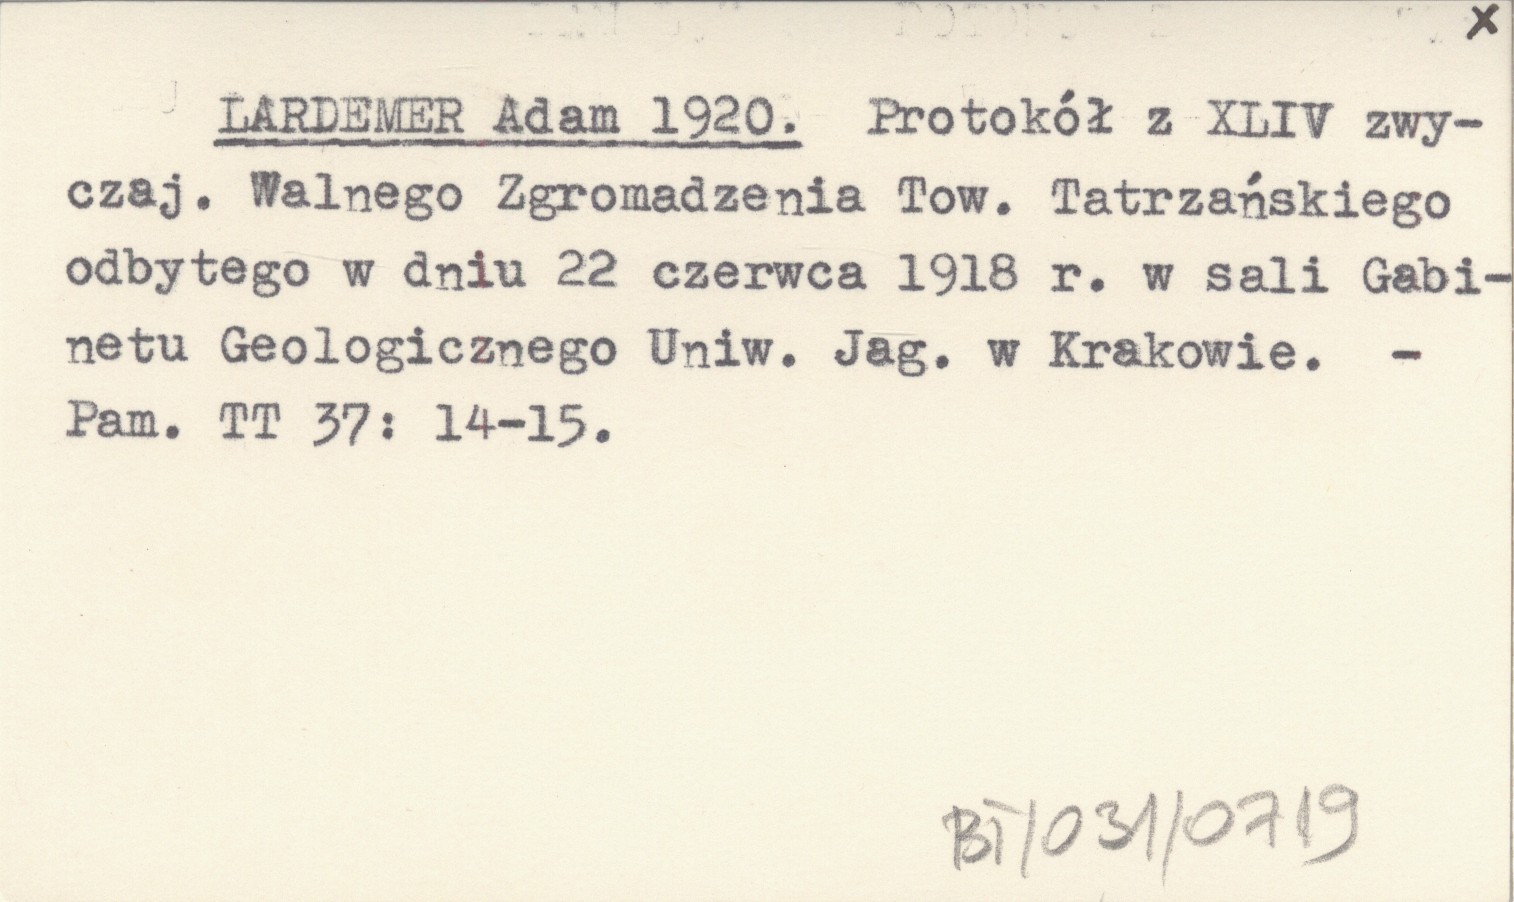 x
LARDEMER Adam 1920. Protokół z XLIV zwy-
czaj. Walnego Zgromadzenia Tow. Tatrzańskiego
odbytego w dniu 22 czerwca 1918 r. w sali Gabi-
netu Geologicznego Uniw. Jag. w Krakowie. -
Pam. TT 37: 14-15.
BT/031/0719